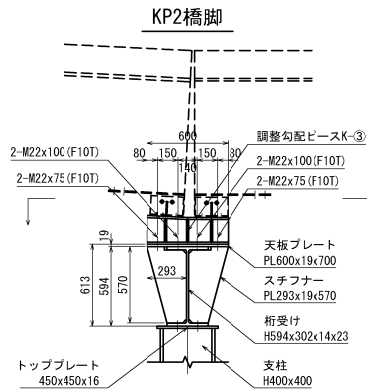 KP2橋脚
600
80 150 150 80
140
調整勾配ピースK-③
2-M22x100(F10T)
2-M22x100(F10T)
2-M22x75(F10T)
2-M22x75(F10T)
19
天板プレート
PL600x19x700
613
594
570
293
スチフナー
PL293x19x570
桁受け
H594x302x14x23
トッププレート
450x450x16
支柱
H400x400